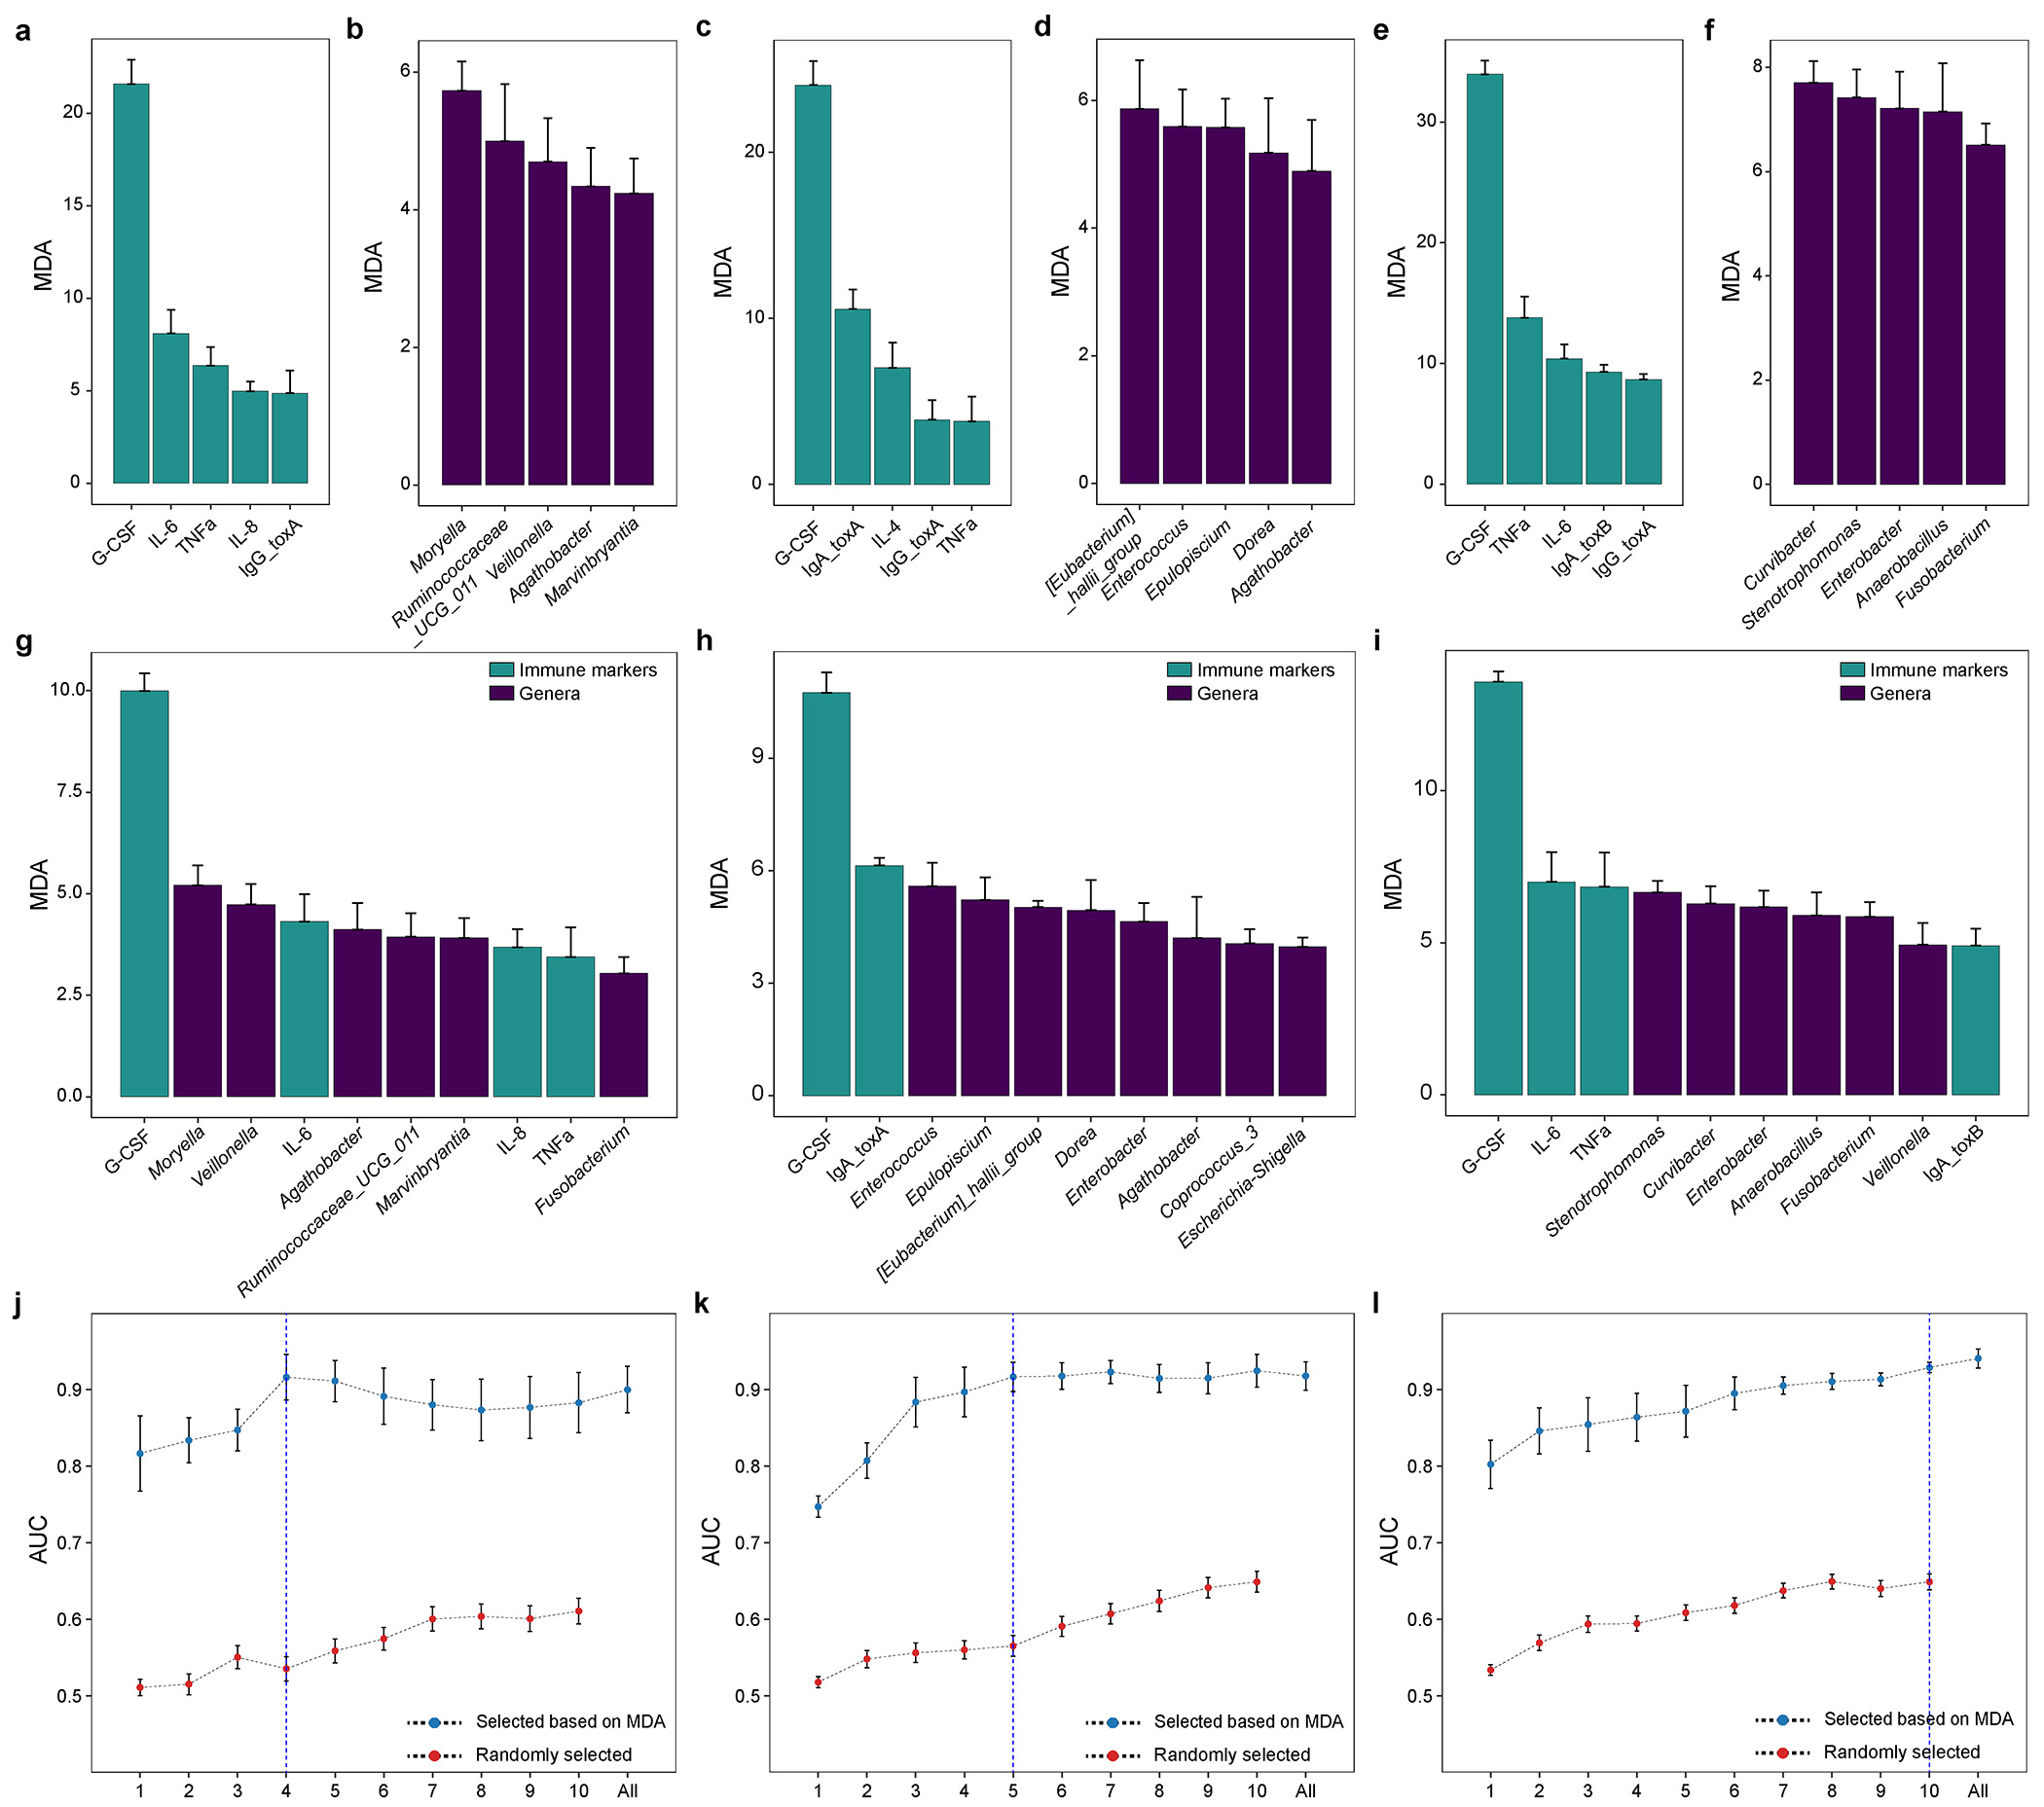 a
MDA
20
15
10
5
0
G-CSF
IL-6
TNFa
IL-8
IgG_toxA
b
MDA
6
4
2
0
Moryella
Ruminococcaceae
_UCG_011
Veillonella
Agathobacter
Marvinbryantia
c
MDA
20
10
0
G-CSF
IgA_toxA
IL-4
IgG_toxA
TNFa
d
MDA
6
4
2
0
[Eubacterium]
_hallii_group
Enterococcus
Epulopiscium
Dorea
Agathobacter
e
MDA
30
20
10
0
G-CSF
TNFa
IL-6
IgA_toxB
IgG_toxA
f
MDA
8
6
4
2
0
Curvibacter
Stenotrophomonas
Enterobacter
Anaerobacillus
Fusobacterium
g
MDA
10.0
7.5
5.0
2.5
0.0
Immune markers
Genera
G-CSF
Moryella
Veillonella
IL-6
Agathobacter
Ruminococcaceae_UCG_011
Marvinbryantia
IL-8
TNFa
Fusobacterium
h
MDA
9
6
3
0
Immune markers
Genera
G-CSF
IgA_toxA
Enterococcus
Epulopiscium
[Eubacterium]_hallii_group
Dorea
Enterobacter
Agathobacter
Coprococcus_3
Escherichia-Shigella
i
MDA
10
5
0
Immune markers
Genera
G-CSF
IL-6
TNFa
Stenotrophomonas
Curvibacter
Enterobacter
Anaerobacillus
Fusobacterium
Veillonella
IgA_toxB
j
AUC
0.9
0.8
0.7
0.6
0.5
Selected based on MDA
Randomly selected
1 2 3 4 5 6 7 8 9 10 All
k
AUC
0.9
0.8
0.7
0.6
0.5
Selected based on MDA
Randomly selected
1 2 3 4 5 6 7 8 9 10 All
l
AUC
0.9
0.8
0.7
0.6
0.5
Selected based on MDA
Randomly selected
1 2 3 4 5 6 7 8 9 10 All